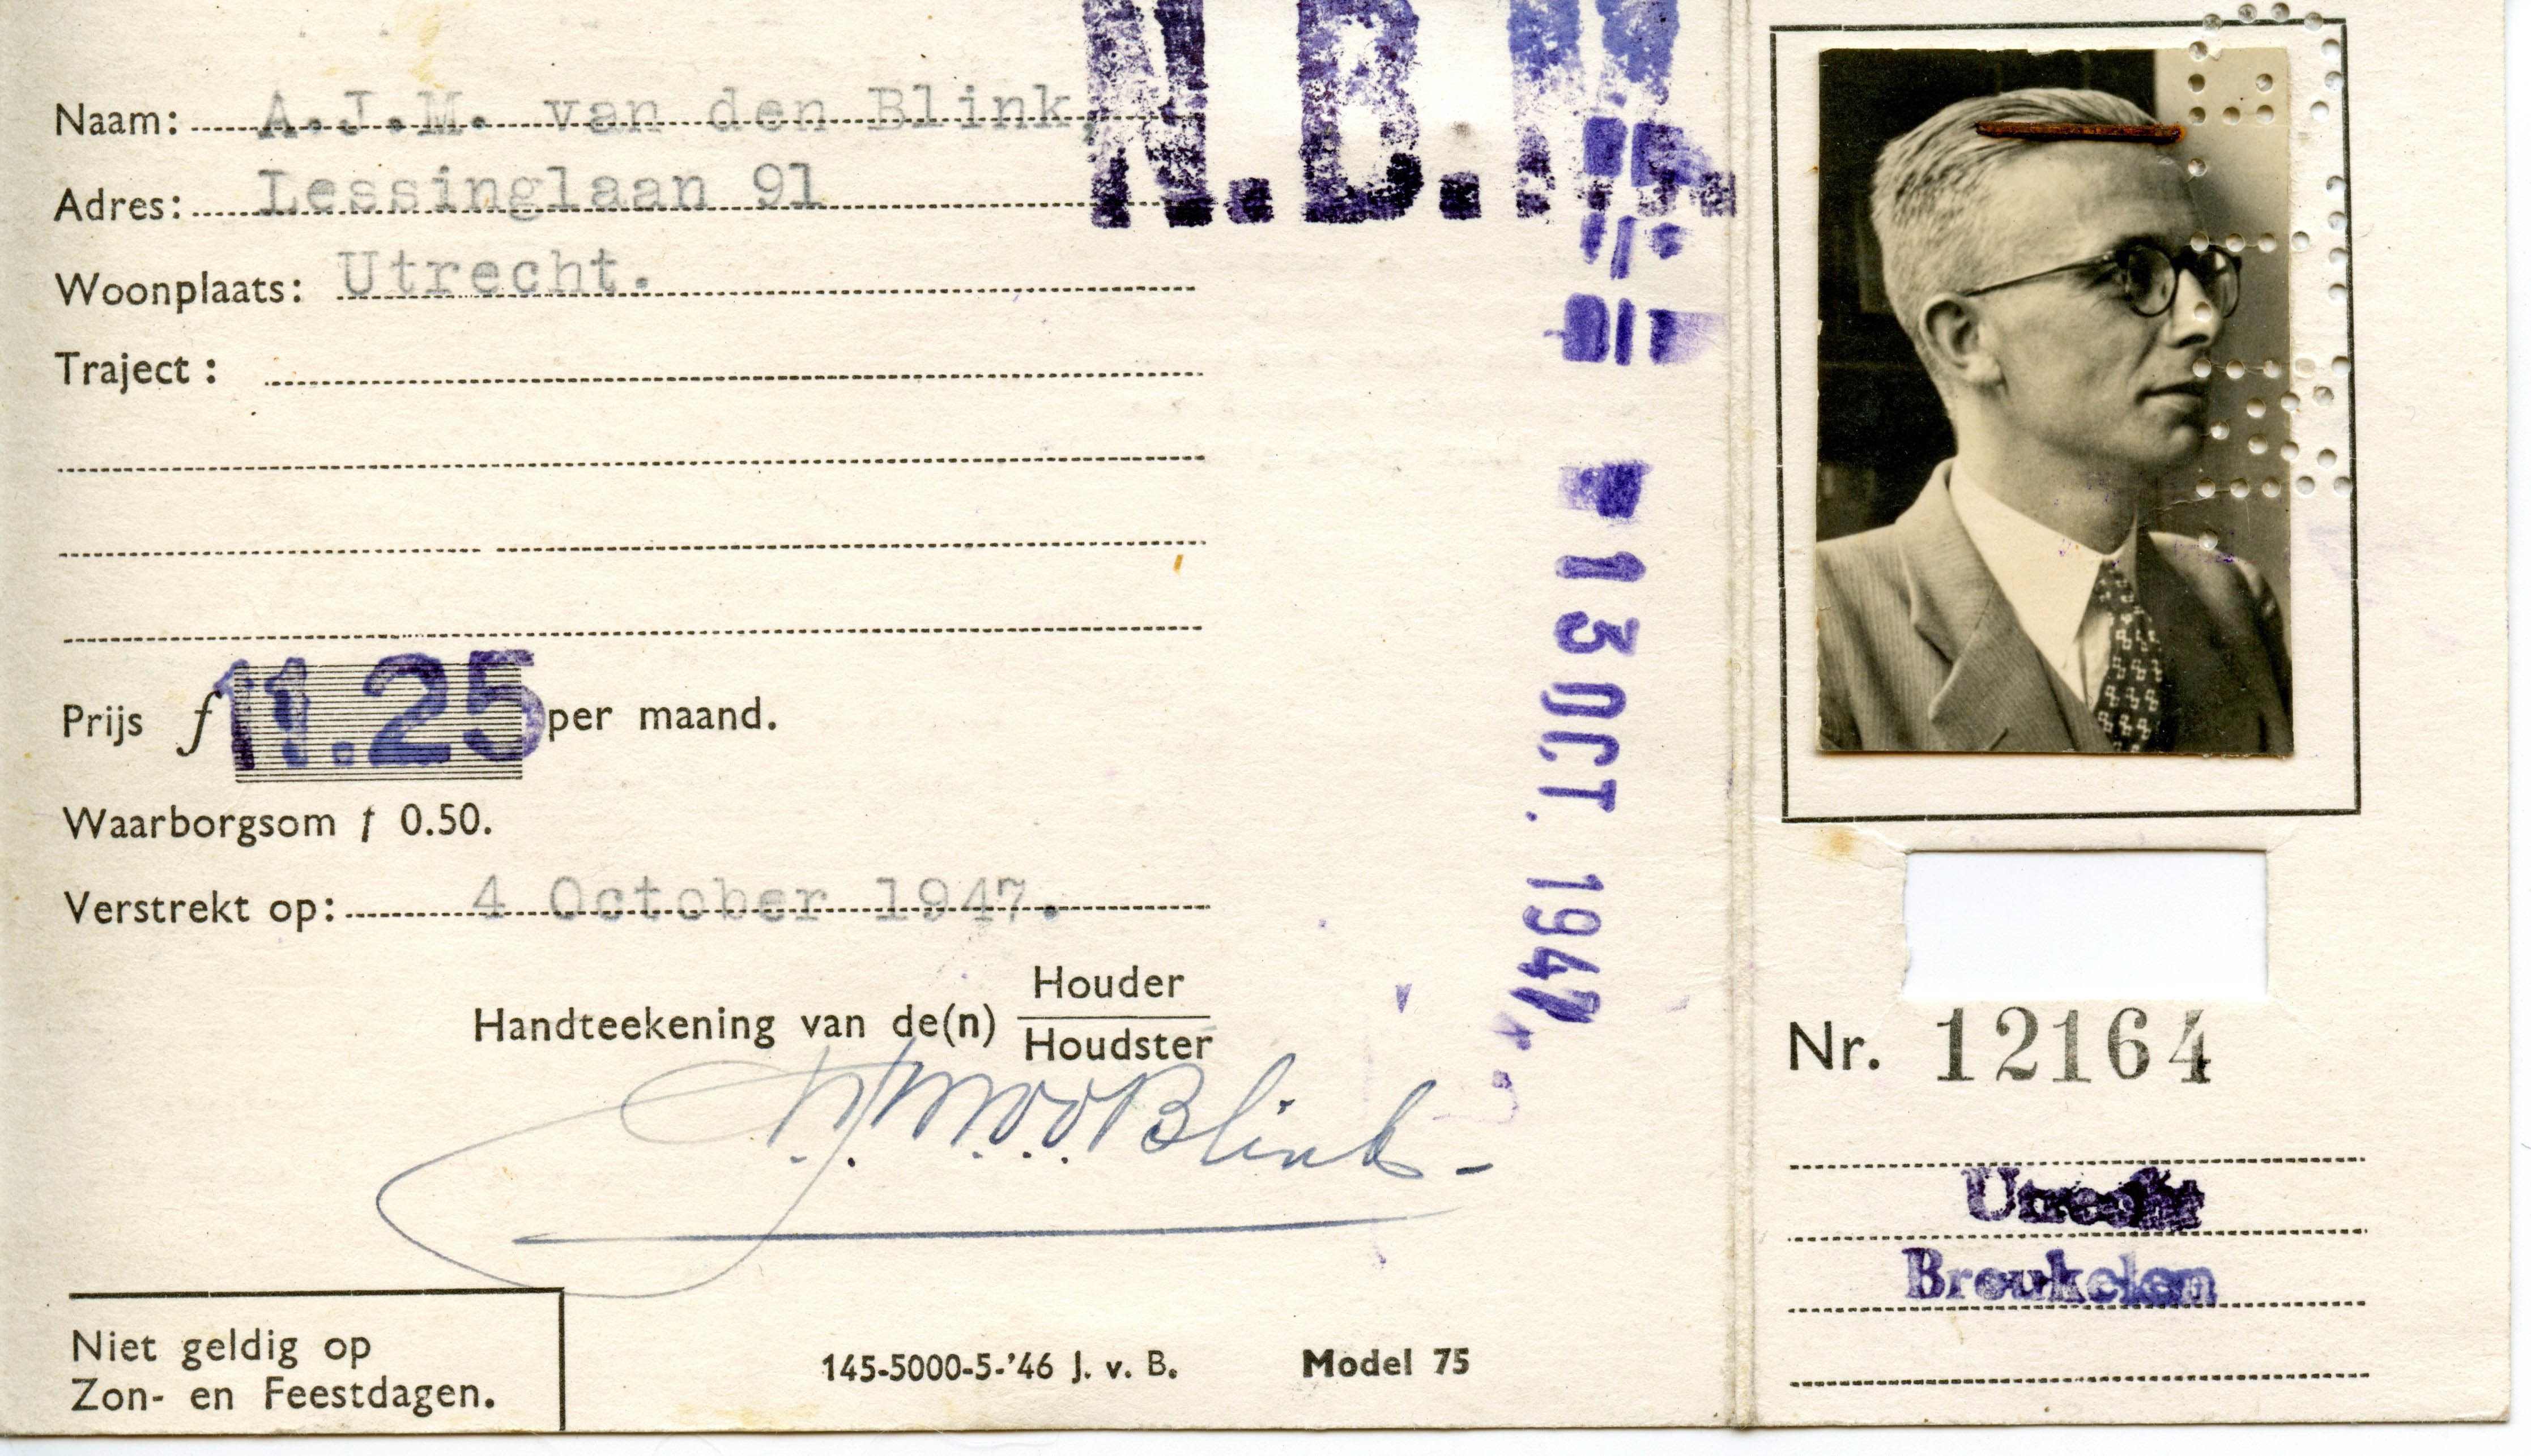 Naam: A.J.M. van den Blink,
Adres: Lessinglaan 91
Woonplaats: Utrecht.
Traject:
Prijs f 11.25 per maand.
Waarborgsom f 0.50.
Verstrekt op: 4 October 1947.
Handteekening van de(n) Houder
Houdster
A.J.M.v.d.Blink
Niet geldig op
Zon- en Feestdagen.
145-5000-5-'46 J. v. B.
Model 75
N.B.M.
13 OCT. 1947
Nr. 12164
Utrecht
Breukelen